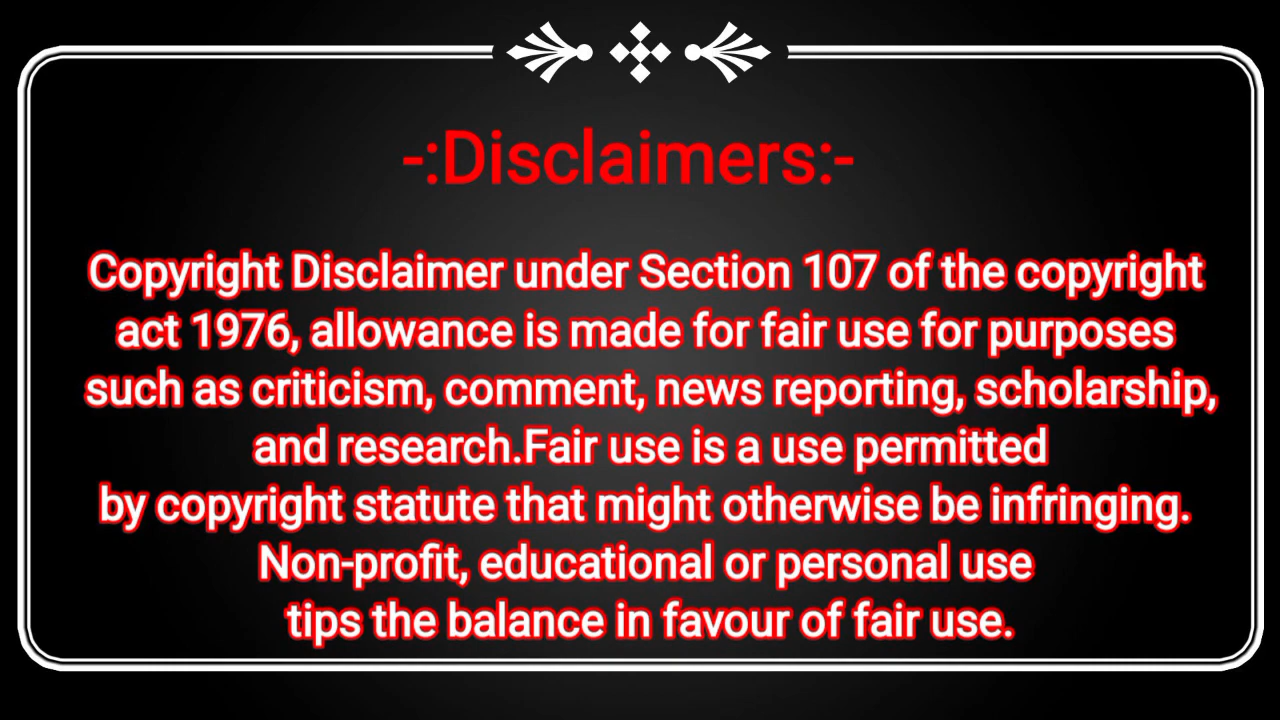 -:Disclaimers:-
Copyright Disclaimer under Section 107 of the copyright
act 1976, allowance is made for fair use for purposes
such as criticism, comment, news reporting, scholarship,
and research.Fair use is a use permitted
by copyright statute that might otherwise be infringing.
Non-profit, educational or personal use
tips the balance in favour of fair use.